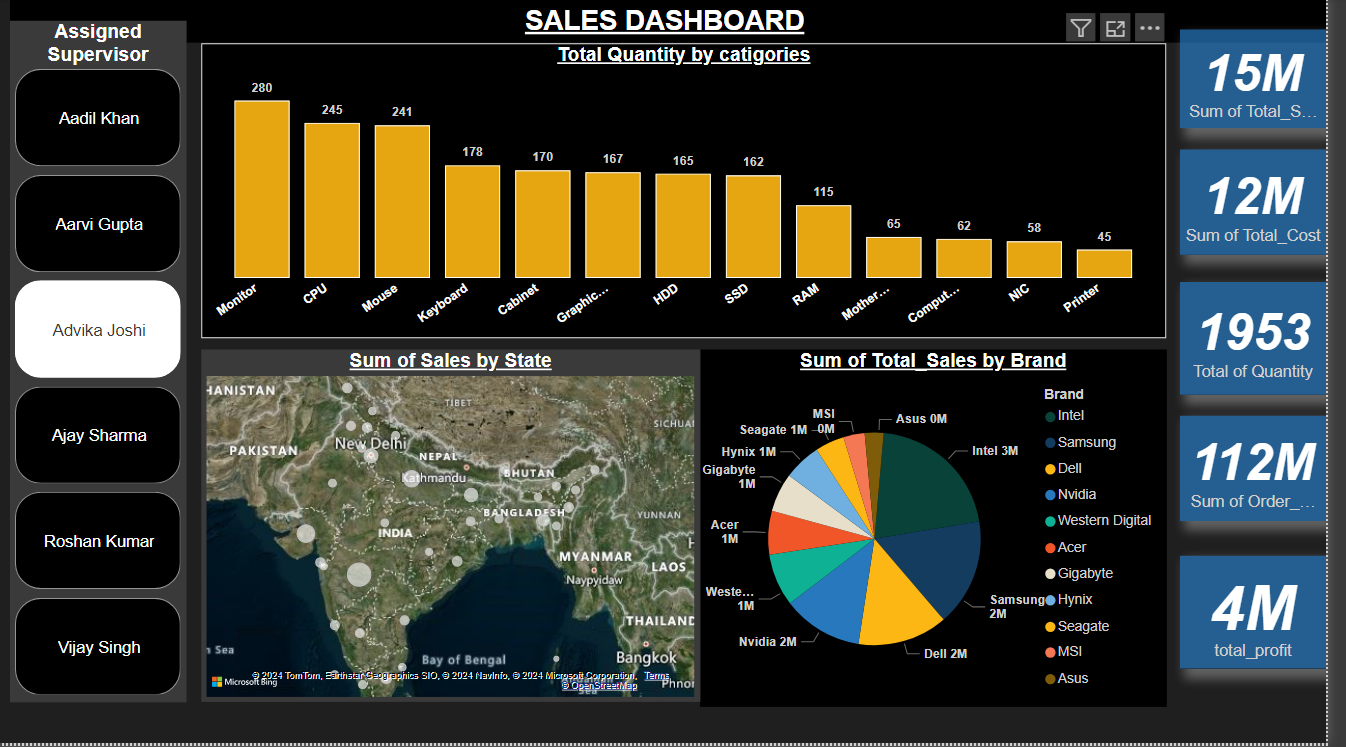 SALES DASHBOARD
Assigned
Supervisor
Aadil Khan
Aarvi Gupta
Advika Joshi
Ajay Sharma
Roshan Kumar
Vijay Singh
Total Quantity by catigories
280
245
241
178
170
167
165
162
115
65
62
58
45
Monitor
CPU
Mouse
Keyboard
Cabinet
Graphic...
HDD
SSD
RAM
Mother...
Comput...
NIC
Printer
Sum of Sales by State
HANISTAN
TIBET
SICHUAN
PAKISTAN
New Delhi
NEPAL
Kathmandu
BHUTAN
BANGLADESH
YUNNAN
INDIA
MYANMAR
LAOS
Naypyidaw
THAILAND
n Sea
Bay of Bengal
Bangkok
Phnor
Microsoft Bing
© 2024 TomTom, Earthstar Geographics SIO, © 2024 NavInfo, © 2024 Microsoft Corporation, Terms
© OpenStreetMap
Sum of Total_Sales by Brand
MSI
0M
Asus 0M
Seagate 1M
Intel 3M
Hynix 1M
Gigabyte
1M
Acer
1M
Weste...
1M
Samsung
2M
Nvidia 2M
Dell 2M
Brand
Intel
Samsung
Dell
Nvidia
Western Digital
Acer
Gigabyte
Hynix
Seagate
MSI
Asus
15M
Sum of Total_S...
12M
Sum of Total_Cost
1953
Total of Quantity
112M
Sum of Order_...
4M
total_profit